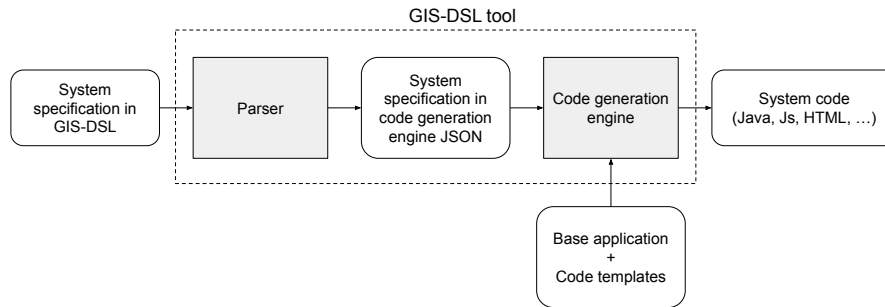 GIS-DSL tool
System
specification in
GIS-DSL
Parser
System
specification in
code generation
engine JSON
Code generation
engine
System code
(Java, Js, HTML, …)
Base application
+
Code templates